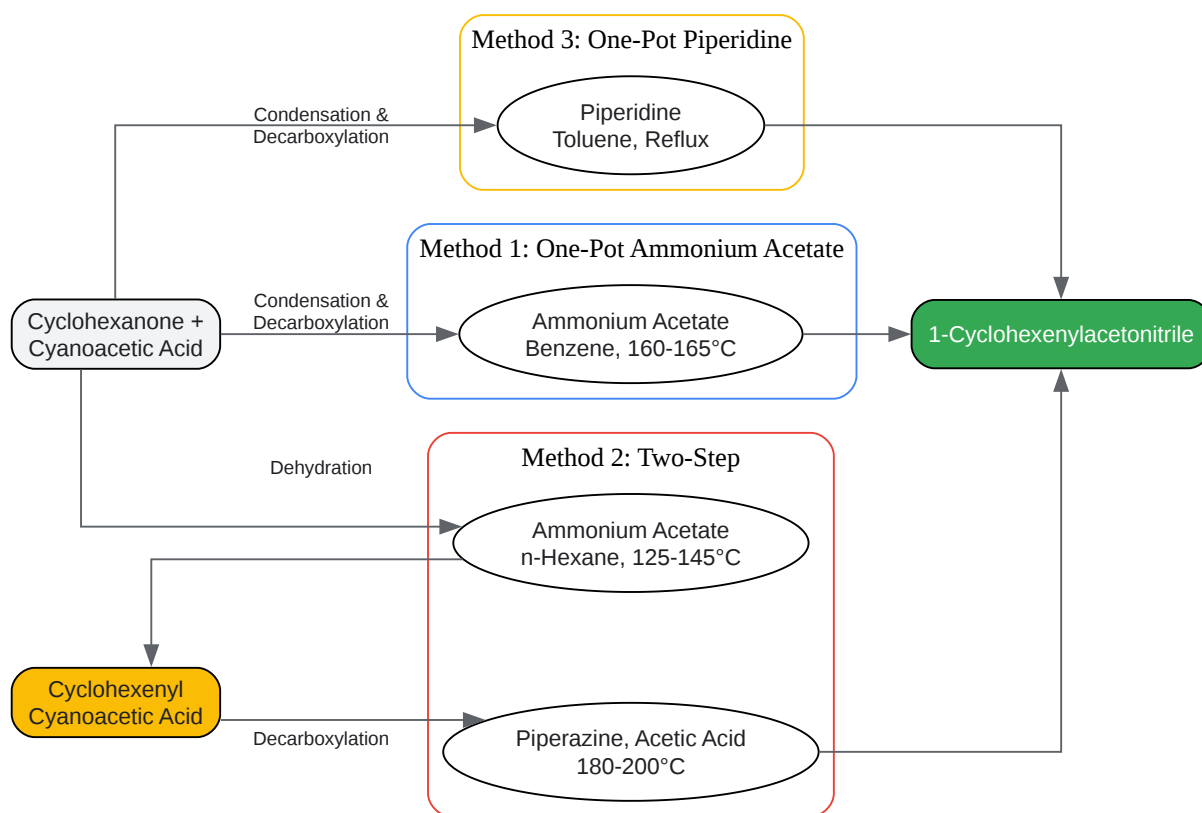 Method 3: One-Pot Piperidine
Condensation &
Decarboxylation
Piperidine
Toluene, Reflux
Method 1: One-Pot Ammonium Acetate
Cyclohexanone +
Cyanoacetic Acid
Condensation &
Decarboxylation
Ammonium Acetate
Benzene, 160-165°C
1-Cyclohexenylacetonitrile
Method 2: Two-Step
Dehydration
Ammonium Acetate
n-Hexane, 125-145°C
Cyclohexenyl
Cyanoacetic Acid
Decarboxylation
Piperazine, Acetic Acid
180-200°C